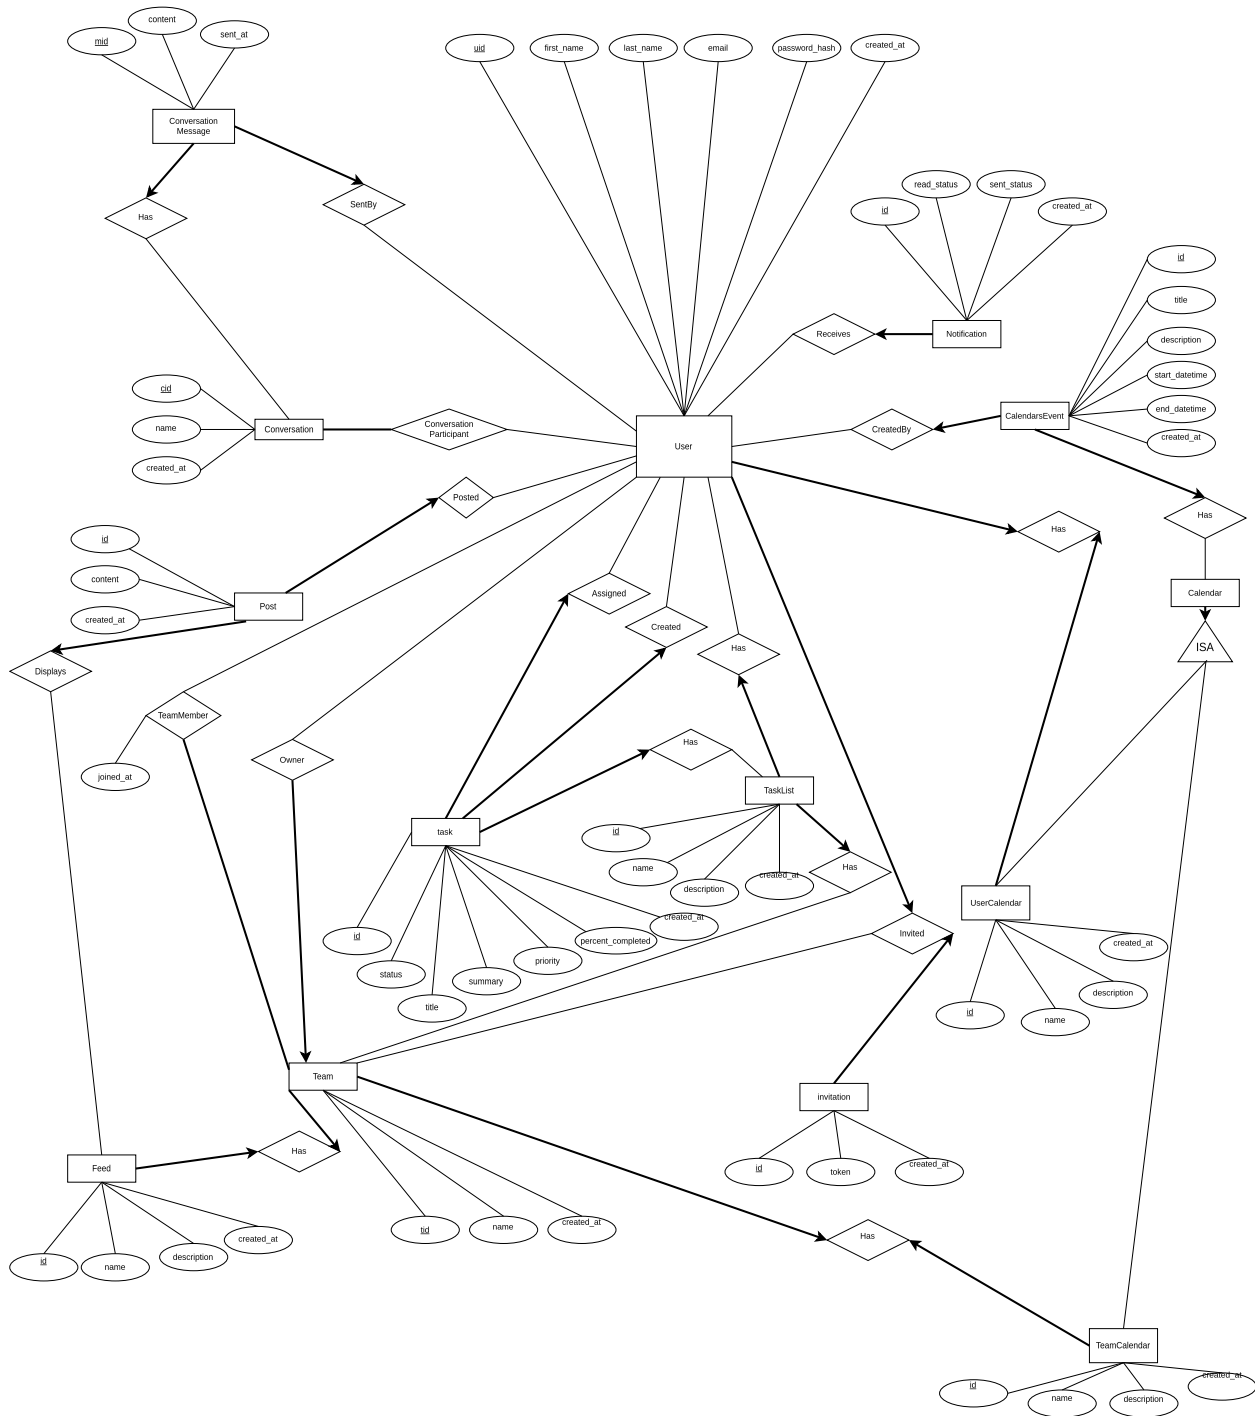 content
mid
sent_at
uid
first_name
last_name
email
password_hash
created_at
Conversation
Message
Has
SentBy
read_status
sent_status
id
created_at
id
title
description
start_datetime
end_datetime
created_at
Receives
Notification
cid
name
created_at
Conversation
Conversation
Participant
User
CreatedBy
CalendarsEvent
Posted
Has
Has
id
content
created_at
Post
Assigned
Created
Has
Calendar
ISA
Displays
TeamMember
joined_at
Owner
Has
TaskList
task
id
name
description
created_at
Has
id
status
title
summary
priority
percent_completed
created_at
Invited
UserCalendar
created_at
description
id
name
Team
invitation
id
token
created_at
Feed
Has
tid
name
created_at
id
name
description
created_at
Has
TeamCalendar
id
name
description
created_at